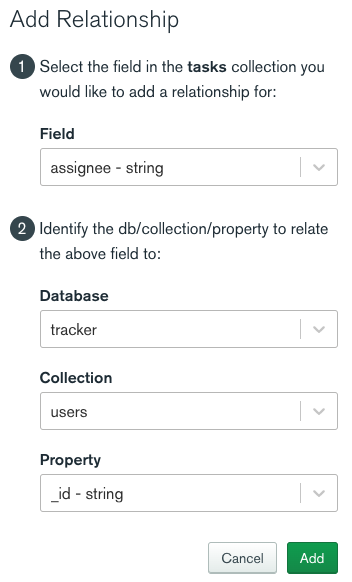 Add Relationship
1 Select the field in the tasks collection you
would like to add a relationship for:
Field
assignee - string
2 Identify the db/collection/property to relate
the above field to:
Database
tracker
Collection
users
Property
_id - string
Cancel Add